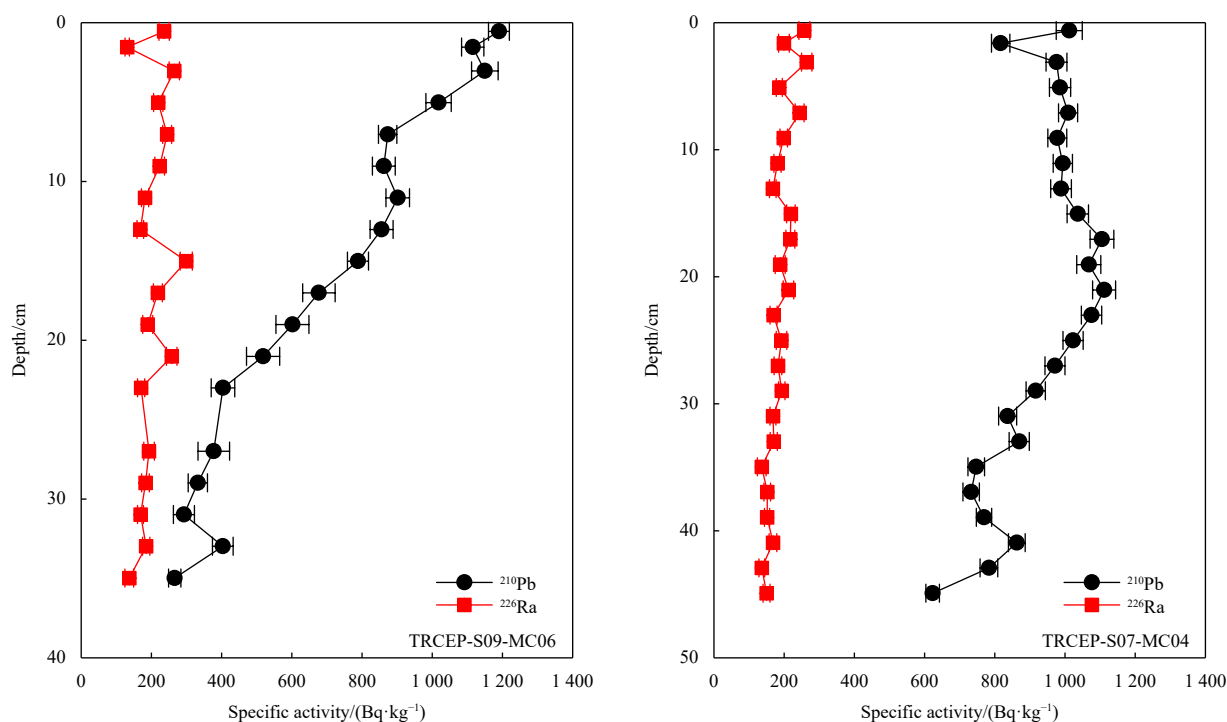 0
10
20
30
40
Depth/cm
0 200 400 600 800 1 000 1 200 1 400
Specific activity/(Bq·kg⁻¹)
²¹⁰Pb
²²⁶Ra
TRCEP-S09-MC06
0
10
20
30
40
50
Depth/cm
0 200 400 600 800 1 000 1 200 1 400
Specific activity/(Bq·kg⁻¹)
²¹⁰Pb
²²⁶Ra
TRCEP-S07-MC04